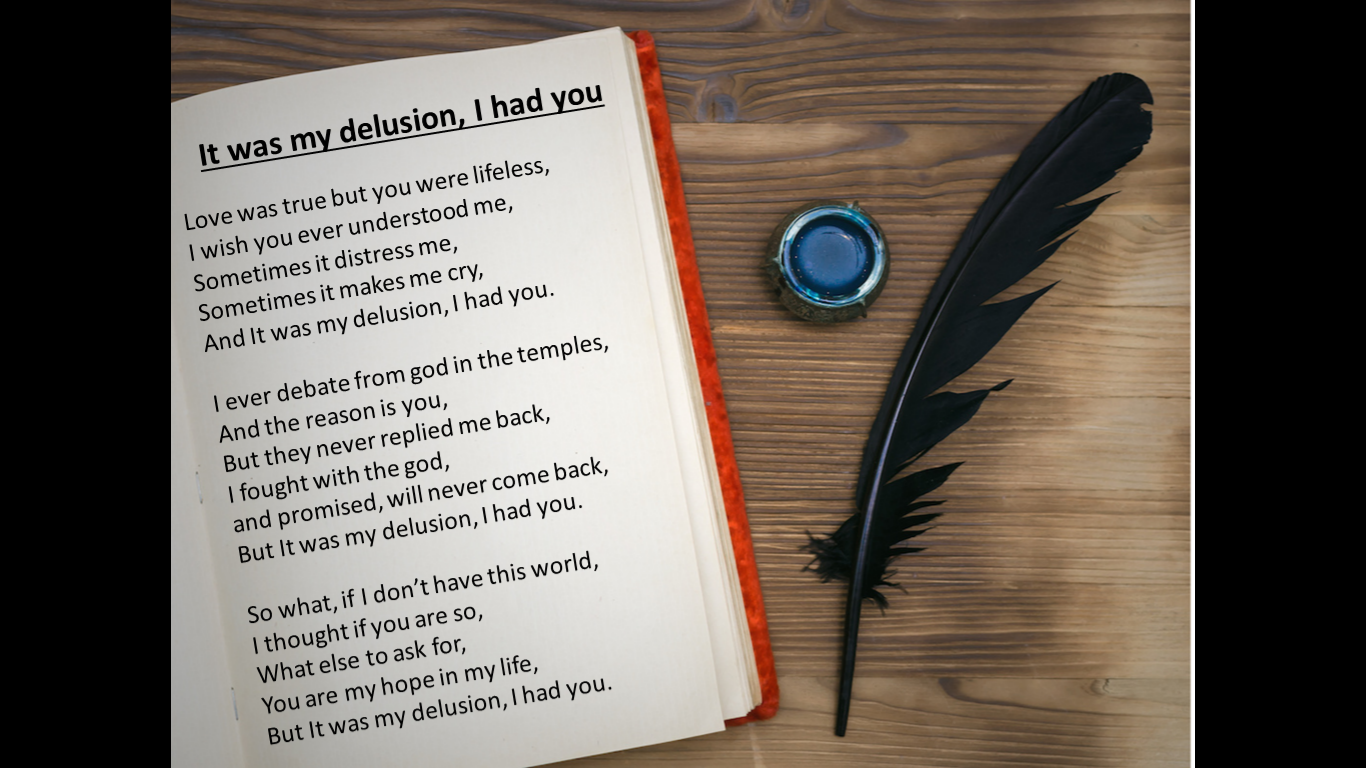 It was my delusion, I had you
Love was true but you were lifeless,
I wish you ever understood me,
Sometimes it distress me,
Sometimes it makes me cry,
And It was my delusion, I had you.
I ever debate from god in the temples,
And the reason is you,
But they never replied me back,
I fought with the god,
and promised, will never come back,
But It was my delusion, I had you.
So what, if I don’t have this world,
I thought if you are so,
What else to ask for,
You are my hope in my life,
But It was my delusion, I had you.